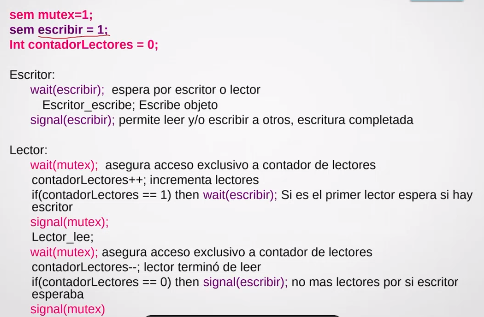 sem mutex=1;
sem escribir = 1;
Int contadorLectores = 0;
Escritor:
wait(escribir); espera por escritor o lector
Escritor_escribe; Escribe objeto
signal(escribir); permite leer y/o escribir a otros, escritura completada
Lector:
wait(mutex); asegura acceso exclusivo a contador de lectores
contadorLectores++; incrementa lectores
if(contadorLectores == 1) then wait(escribir); Si es el primer lector espera si hay
escritor
signal(mutex);
Lector_lee;
wait(mutex); asegura acceso exclusivo a contador de lectores
contadorLectores--; lector terminó de leer
if(contadorLectores == 0) then signal(escribir); no mas lectores por si escritor
esperaba
signal(mutex)